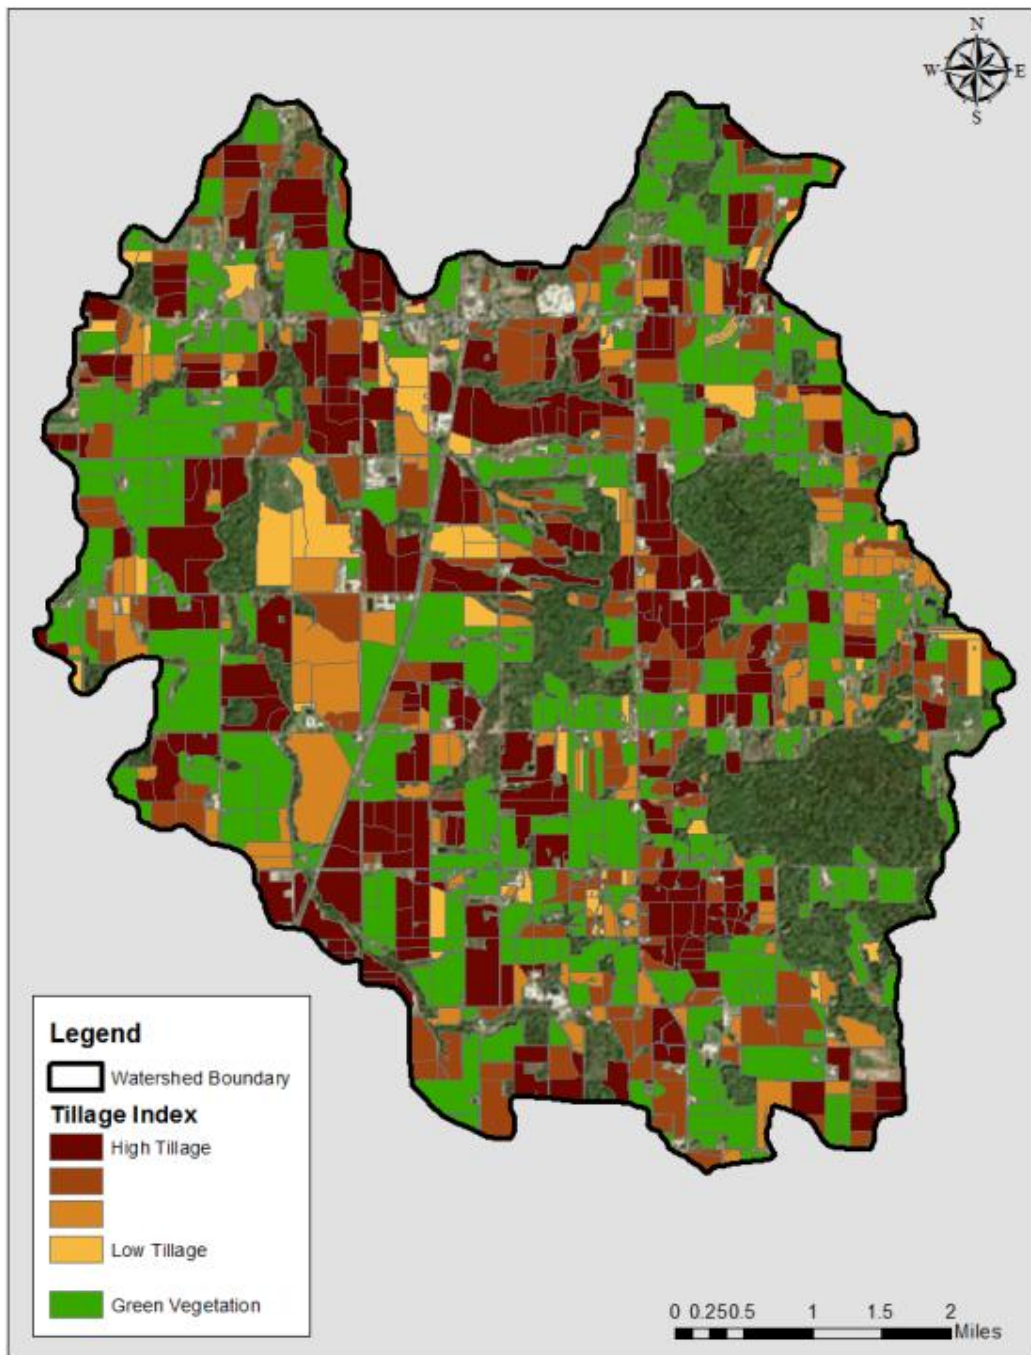 N
W E
S
Legend
Watershed Boundary
Tillage Index
High Tillage
Low Tillage
Green Vegetation
0 0.250.5 1 1.5 2
Miles